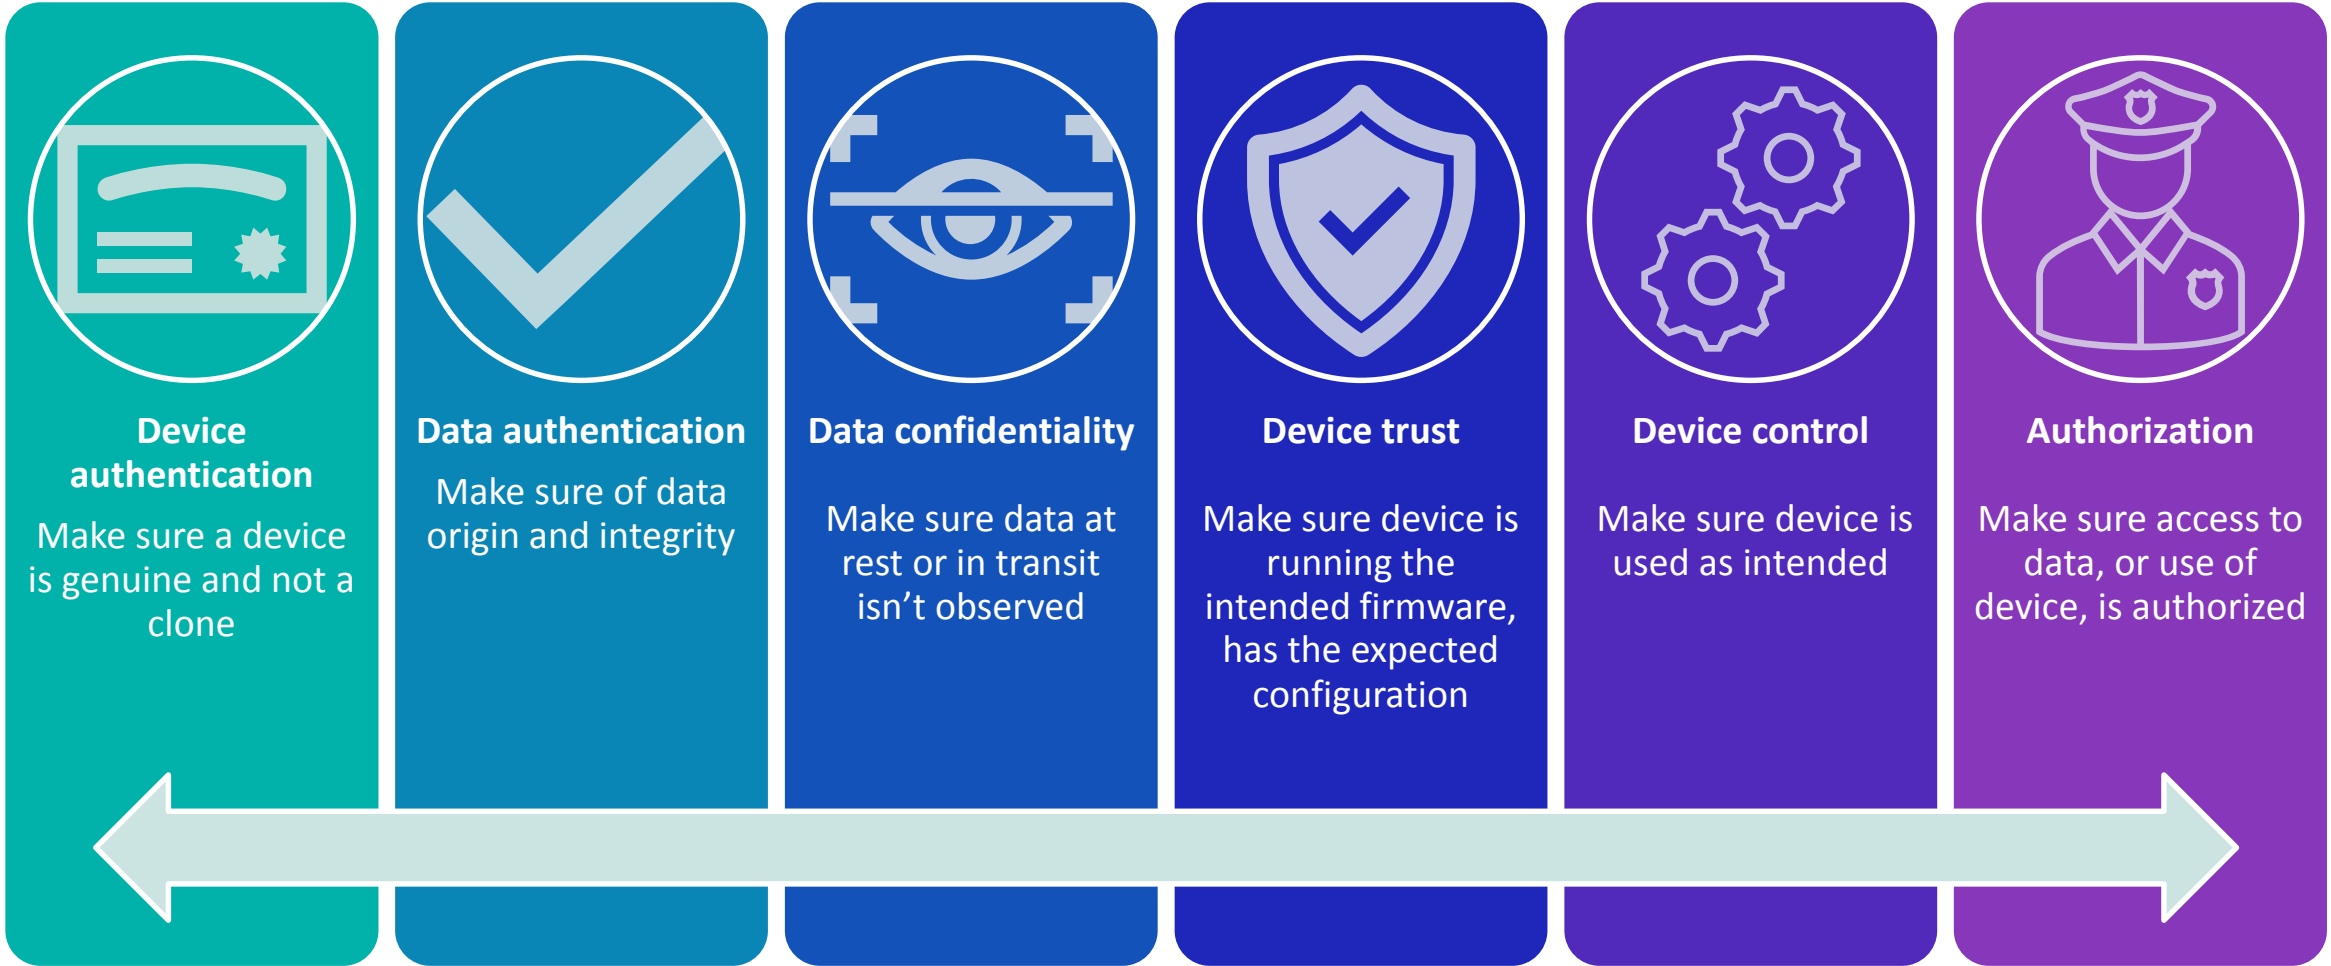 Device
authentication
Make sure a device
is genuine and not a
clone
Data authentication
Make sure of data
origin and integrity
Data confidentiality
Make sure data at
rest or in transit
isn’t observed
Device trust
Make sure device is
running the
intended firmware,
has the expected
configuration
Device control
Make sure device is
used as intended
Authorization
Make sure access to
data, or use of
device, is authorized